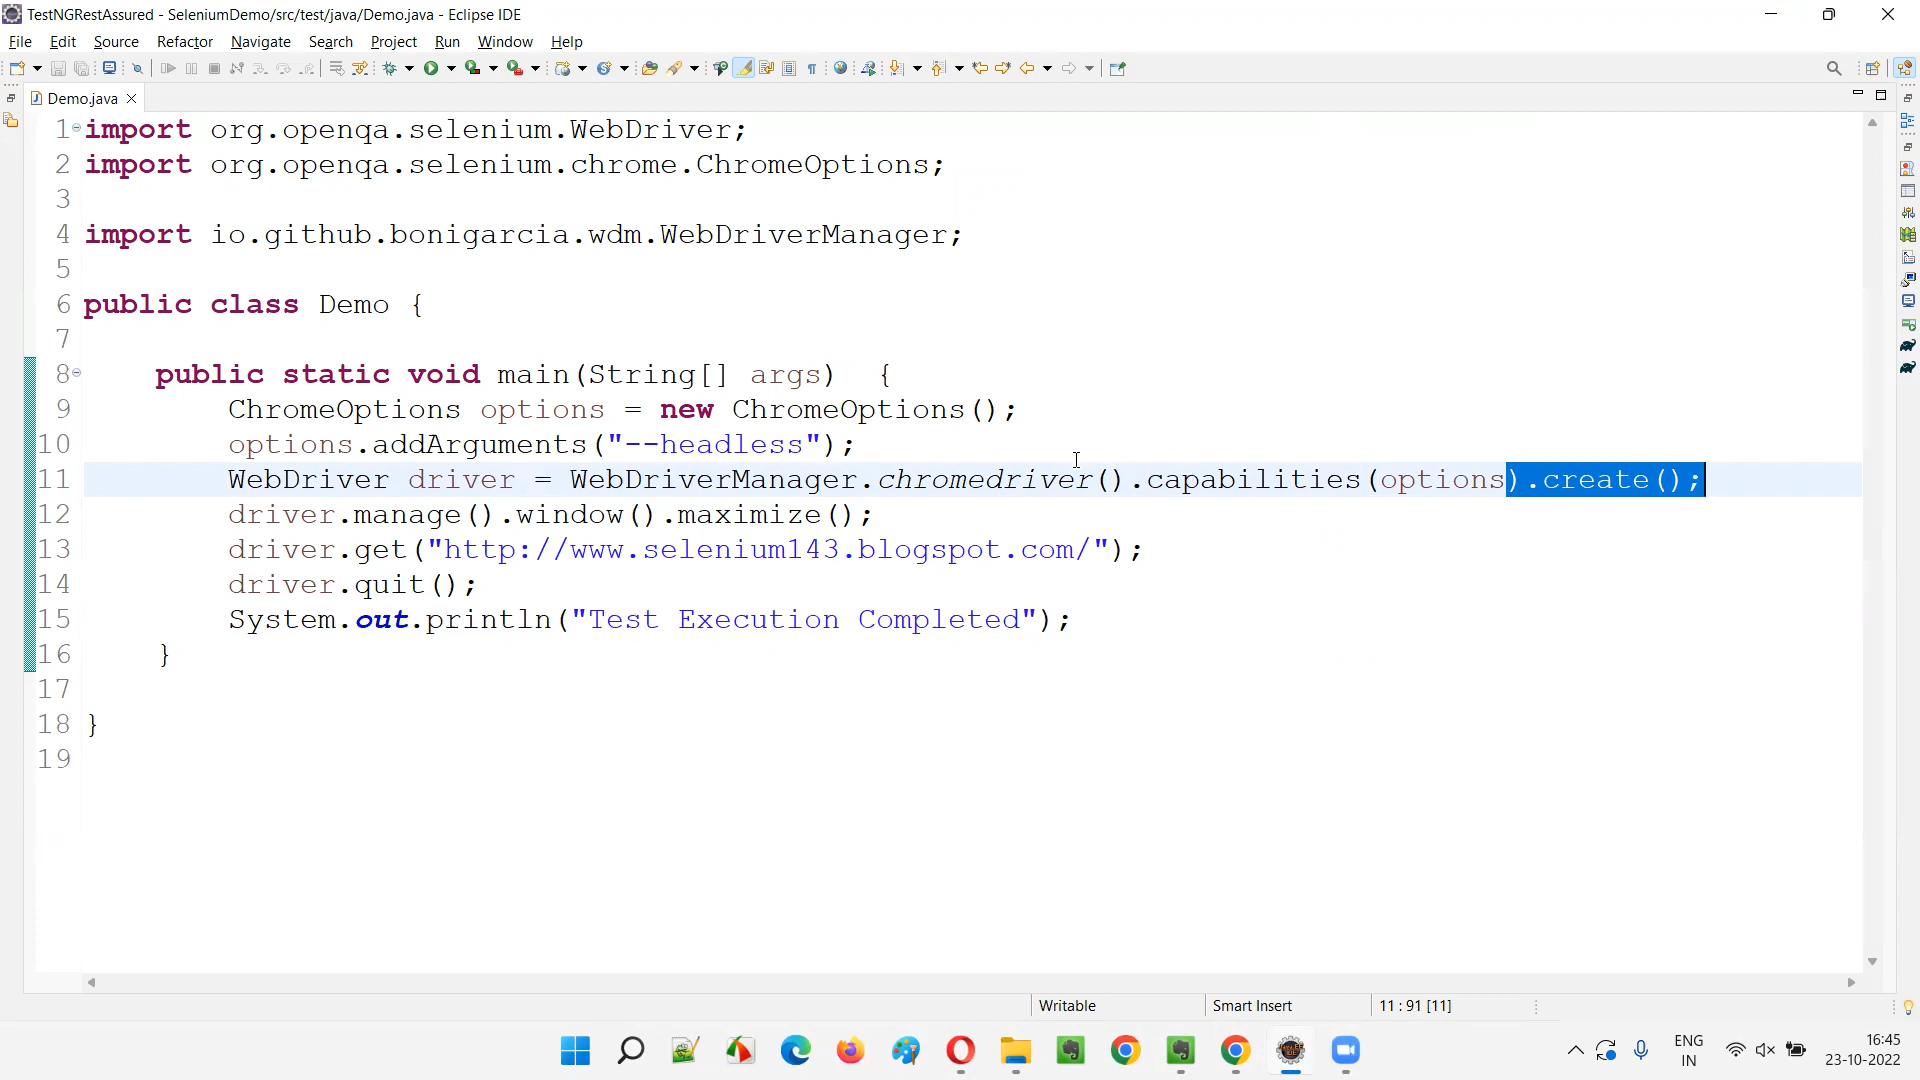 TestNGRestAssured - SeleniumDemo/src/test/java/Demo.java - Eclipse IDE
File Edit Source Refactor Navigate Search Project Run Window Help
Demo.java
1 import org.openqa.selenium.WebDriver;
2 import org.openqa.selenium.chrome.ChromeOptions;
3
4 import io.github.bonigarcia.wdm.WebDriverManager;
5
6 public class Demo {
7
8 public static void main(String[] args) {
9 ChromeOptions options = new ChromeOptions();
10 options.addArguments("--headless");
11 WebDriver driver = WebDriverManager.chromedriver().capabilities(options).create();
12 driver.manage().window().maximize();
13 driver.get("http://www.selenium143.blogspot.com/");
14 driver.quit();
15 System.out.println("Test Execution Completed");
16 }
17
18 }
19
Writable Smart Insert 11 : 91 [11]
ENG 16:45
IN 23-10-2022